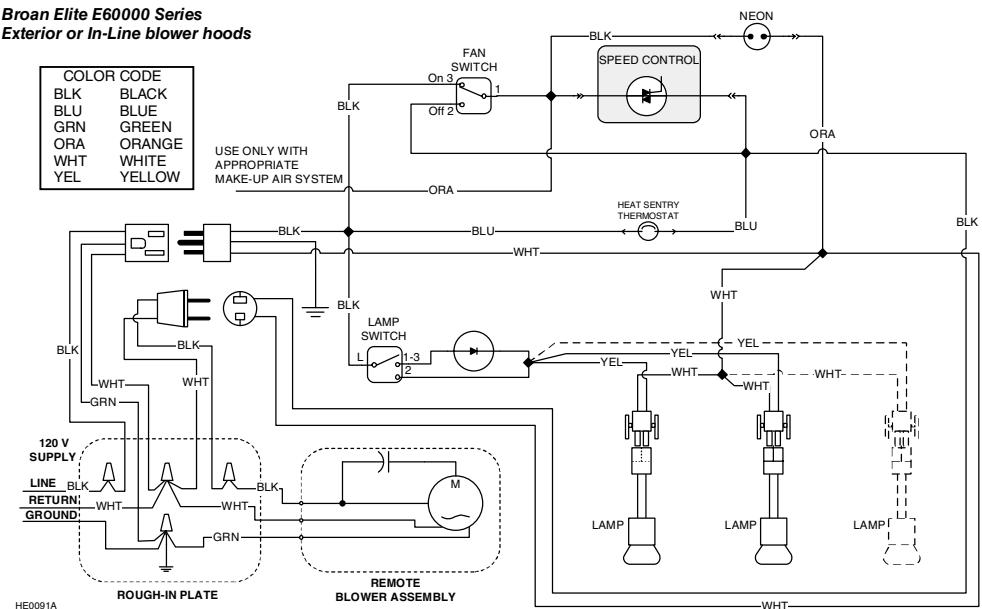 Broan Elite E60000 Series
Exterior or In-Line blower hoods
COLOR CODE
BLK BLACK
BLU BLUE
GRN GREEN
ORA ORANGE
WHT WHITE
YEL YELLOW
NEON
BLK
FAN
SWITCH
On 3
1
Off 2
SPEED CONTROL
BLK
ORA
USE ONLY WITH
APPROPRIATE
MAKE-UP AIR SYSTEM
ORA
HEAT SENTRY
THERMOSTAT
BLK
BLU
BLU
BLK
WHT
WHT
BLK
LAMP
SWITCH
L
1-3
2
BLK
BLK
YEL
YEL
YEL
WHT
WHT
WHT
WHT
WHT
GRN
120 V
SUPPLY
LINE
BLK
RETURN
WHT
GROUND
BLK
WHT
GRN
M
LAMP
LAMP
LAMP
ROUGH-IN PLATE
REMOTE
BLOWER ASSEMBLY
WHT
HE0091A